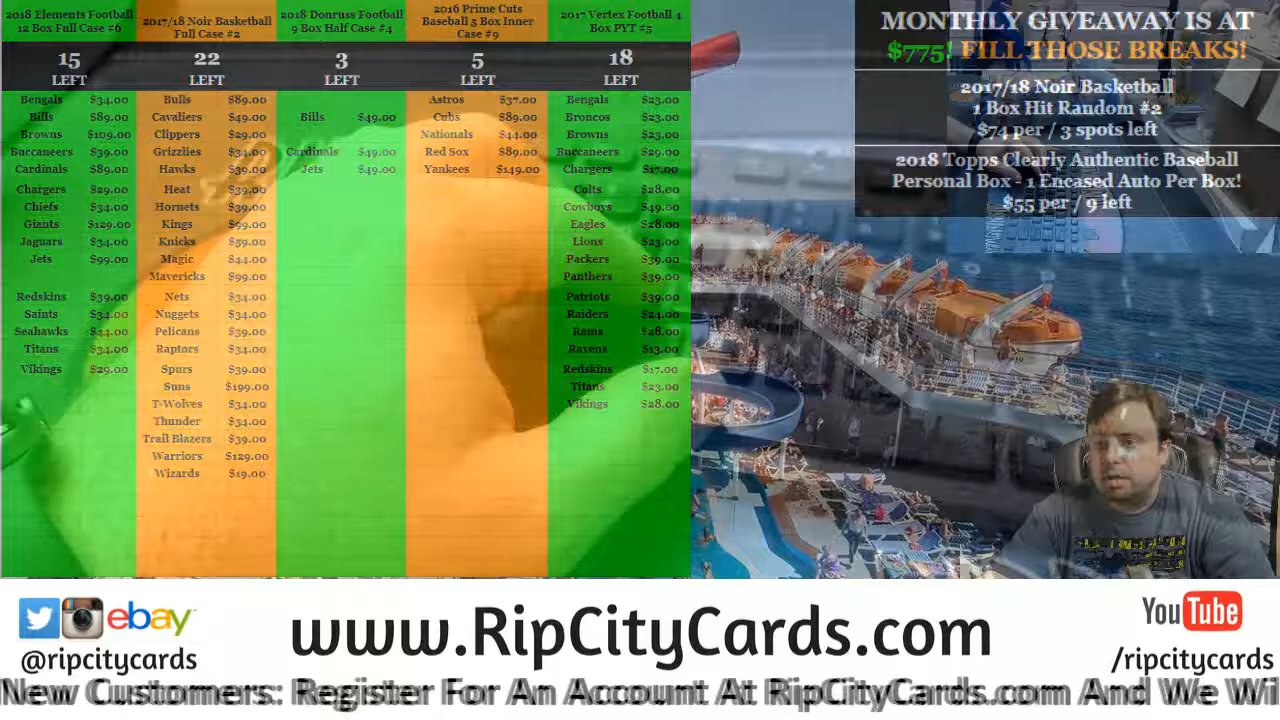 2018 Elements Football
12 Box Full Case #6
15
LEFT
Bengals $34.00
Bills $89.00
Browns $109.00
Buccaneers $39.00
Cardinals $89.00
Chargers $29.00
Chiefs $34.00
Giants $129.00
Jaguars $34.00
Jets $99.00
Redskins $39.00
Saints $34.00
Seahawks $44.00
Titans $34.00
Vikings $29.00
2017/18 Noir Basketball
Full Case #2
22
LEFT
Bulls $89.00
Cavaliers $49.00
Clippers $29.00
Grizzlies $34.00
Hawks $39.00
Heat $39.00
Hornets $39.00
Kings $99.00
Knicks $59.00
Magic $44.00
Mavericks $99.00
Nets $34.00
Nuggets $34.00
Pelicans $39.00
Raptors $34.00
Spurs $39.00
Suns $199.00
T-Wolves $34.00
Thunder $34.00
Trail Blazers $39.00
Warriors $129.00
Wizards $19.00
2018 Donruss Football
9 Box Half Case #4
3
LEFT
Bills $49.00
Cardinals $49.00
Jets $49.00
2016 Prime Cuts
Baseball 5 Box Inner
Case #9
5
LEFT
Astros $37.00
Cubs $89.00
Nationals $44.00
Red Sox $89.00
Yankees $149.00
2017 Vertex Football 4
Box PYT #5
18
LEFT
Bengals $23.00
Broncos $23.00
Browns $23.00
Buccaneers $29.00
Chargers $17.00
Colts $28.00
Cowboys $49.00
Eagles $28.00
Lions $23.00
Packers $39.00
Panthers $39.00
Patriots $39.00
Raiders $24.00
Rams $28.00
Ravens $13.00
Redskins $17.00
Titans $23.00
Vikings $28.00
MONTHLY GIVEAWAY IS AT
$775! FILL THOSE BREAKS!
2017/18 Noir Basketball
1 Box Hit Random #2
$74 per / 3 spots left
2018 Topps Clearly Authentic Baseball
Personal Box - 1 Encased Auto Per Box!
$55 per / 9 left
ebay
@ripcitycards
www.RipCityCards.com
YouTube
/ripcitycards
New Customers: Register For An Account At RipCityCards.com And We Wil